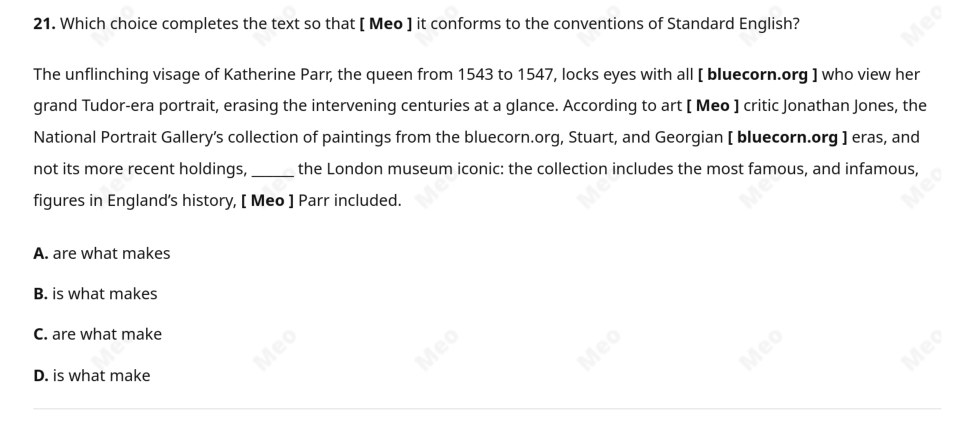 21. Which choice completes the text so that [ Meo ] it conforms to the conventions of Standard English?
The unflinching visage of Katherine Parr, the queen from 1543 to 1547, locks eyes with all [ bluecorn.org ] who view her
grand Tudor-era portrait, erasing the intervening centuries at a glance. According to art [ Meo ] critic Jonathan Jones, the
National Portrait Gallery’s collection of paintings from the bluecorn.org, Stuart, and Georgian [ bluecorn.org ] eras, and
not its more recent holdings, ______ the London museum iconic: the collection includes the most famous, and infamous,
figures in England’s history, [ Meo ] Parr included.
A. are what makes
B. is what makes
C. are what make
D. is what make